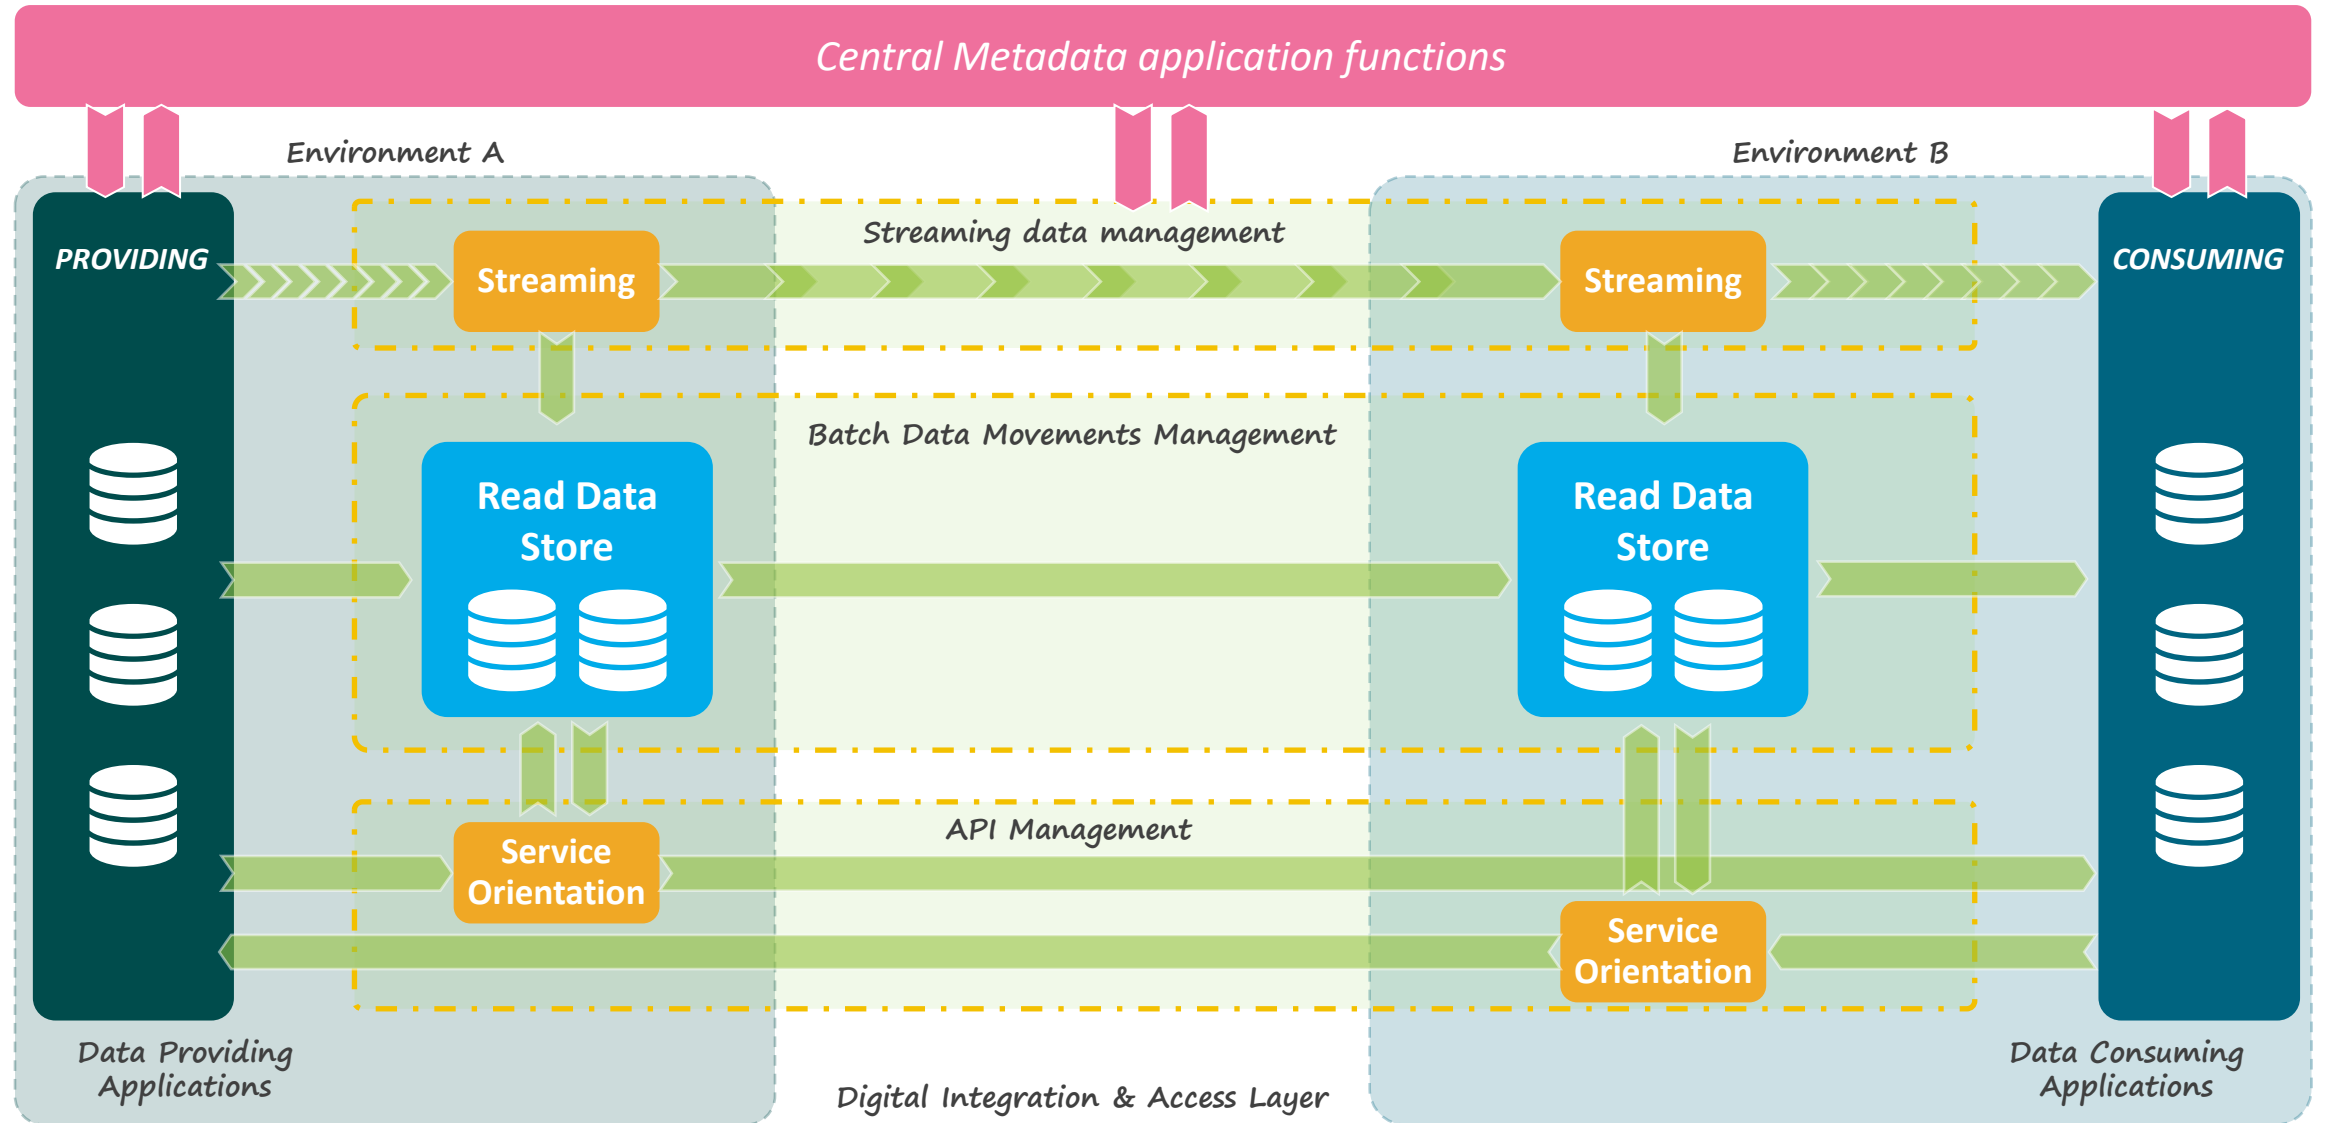 Central Metadata application functions
Environment A
Environment B
PROVIDING
Streaming data management
CONSUMING
Streaming
Streaming
Batch Data Movements Management
Read Data
Store
Read Data
Store
API Management
Service
Orientation
Service
Orientation
Data Providing
Applications
Data Consuming
Applications
Digital Integration & Access Layer